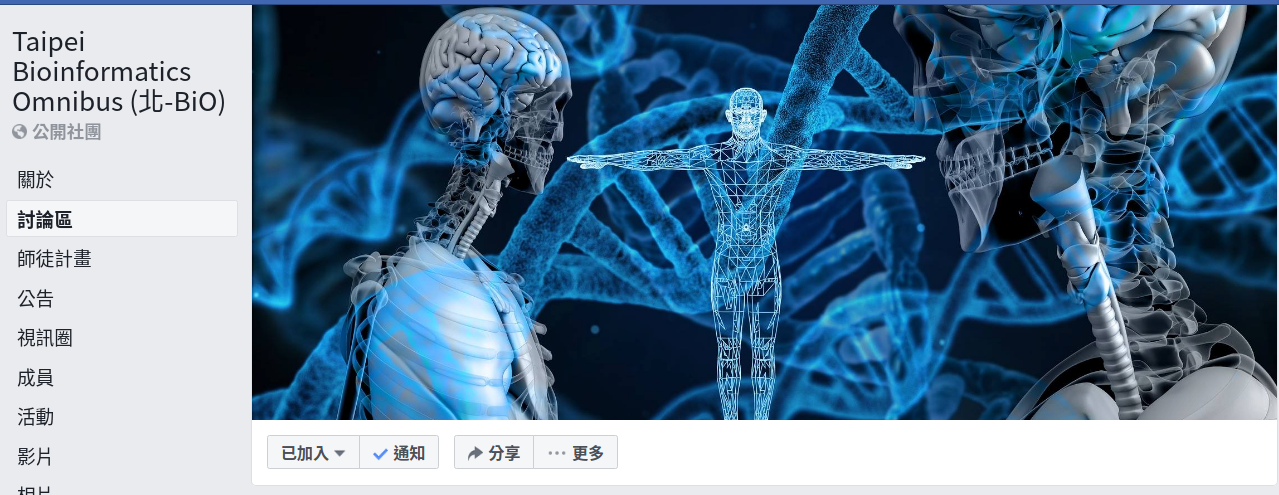 Taipei
Bioinformatics
Omnibus (北-BiO)
公開社團
關於
討論區
師徒計畫
公告
視訊圈
成員
活動
影片
相片
已加入 通知 分享 ··· 更多